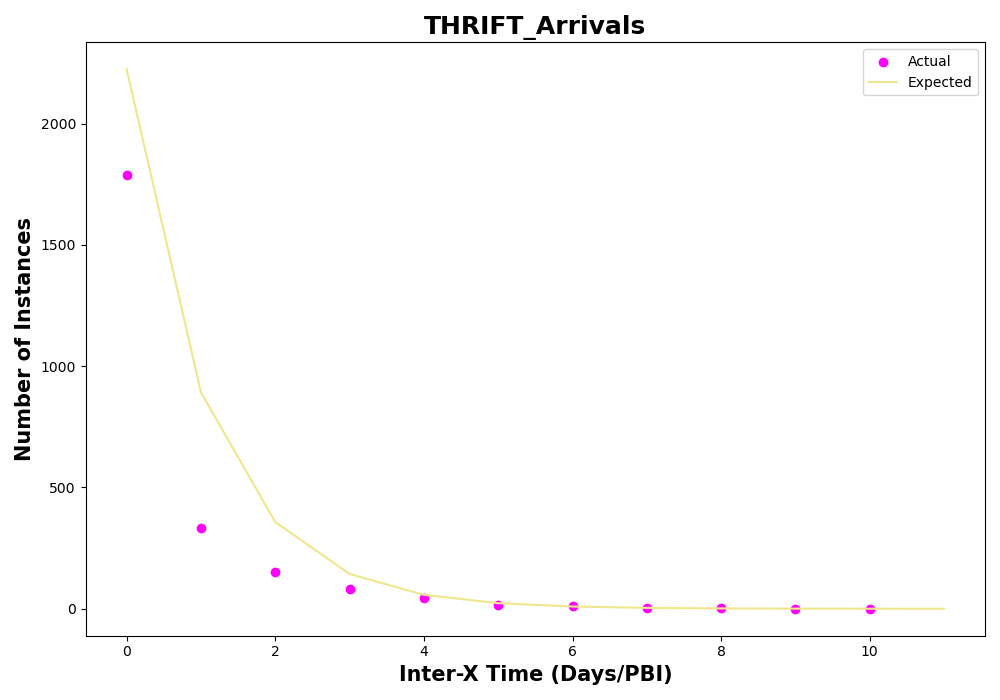 THRIFT_Arrivals
Actual
Expected
2000
1500
1000
500
0
Number of Instances
0 2 4 6 8 10
Inter-X Time (Days/PBI)